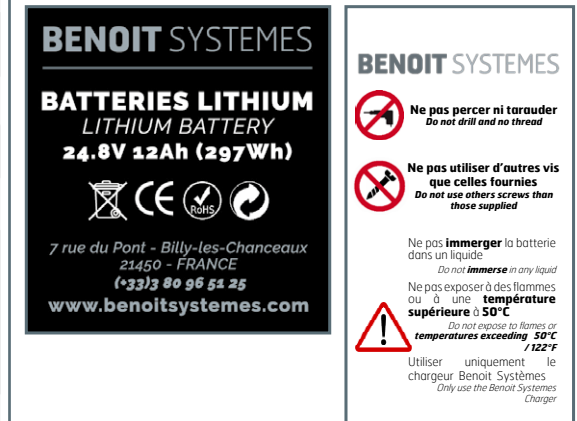 BENOIT SYSTEMES
BATTERIES LITHIUM
LITHIUM BATTERY
24.8V 12Ah (297Wh)
CE RoHS
7 rue du Pont - Billy-les-Chanceaux
21450 - FRANCE
(+33)3 80 96 51 25
www.benoitsystemes.com
BENOIT SYSTEMES
Ne pas percer ni tarauder
Do not drill and no thread
Ne pas utiliser d'autres vis
que celles fournies
Do not use others screws than
those supplied
Ne pas immerger la batterie
dans un liquide
Do not immerse in any liquid
Ne pas exposer à des flammes
ou à une température
supérieure à 50°C
Do not expose to flames or
temperatures exceeding 50°C
/ 122°F
Utiliser uniquement le
chargeur Benoit Systèmes
Only use the Benoit Systemes
Charger